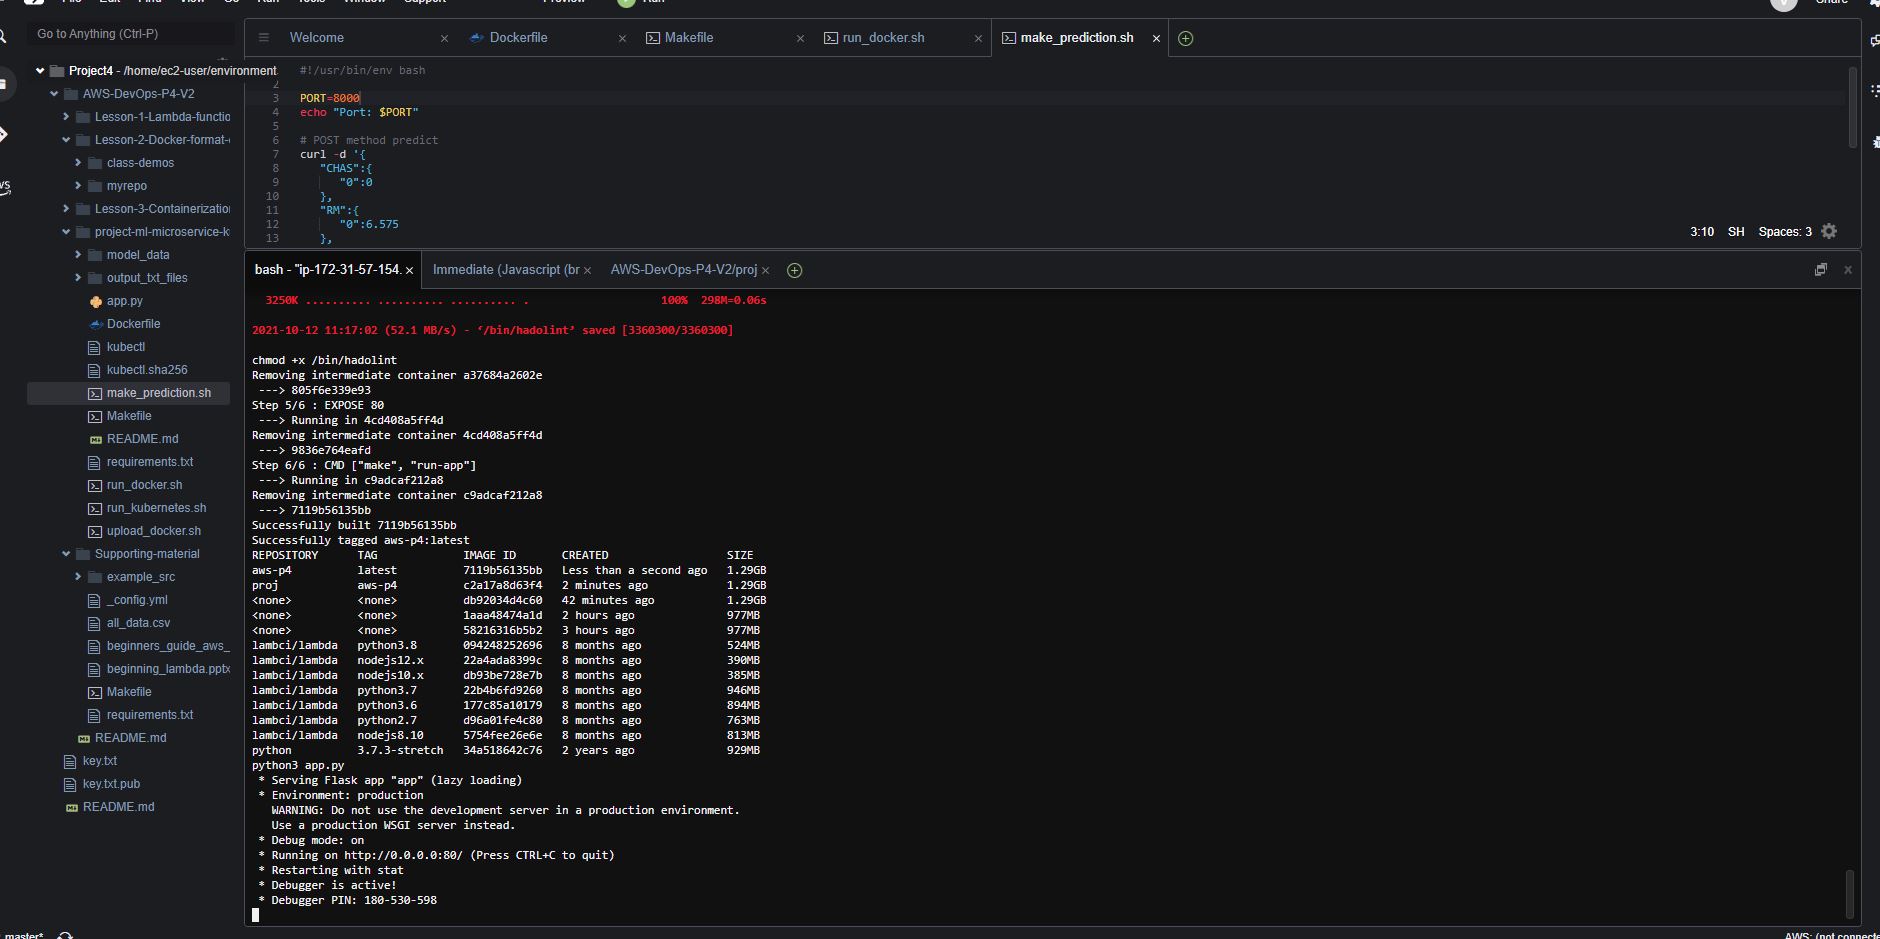 File Edit Find View Go Run Tools Window Support Preview Run Share
Go to Anything (Ctrl-P)
Welcome
Dockerfile
Makefile
run_docker.sh
make_prediction.sh
Project4 - /home/ec2-user/environment
AWS-DevOps-P4-V2
Lesson-1-Lambda-functio
Lesson-2-Docker-format-
class-demos
myrepo
Lesson-3-Containerization
project-ml-microservice-k
model_data
output_txt_files
app.py
Dockerfile
kubectl
kubectl.sha256
make_prediction.sh
Makefile
README.md
requirements.txt
run_docker.sh
run_kubernetes.sh
upload_docker.sh
Supporting-material
example_src
_config.yml
all_data.csv
beginners_guide_aws_
beginning_lambda.pptx
Makefile
requirements.txt
README.md
key.txt
key.txt.pub
README.md
#!/usr/bin/env bash
2
3 PORT=8000
4 echo "Port: $PORT"
5
6 # POST method predict
7 curl -d '{
8 "CHAS":{
9 "0":0
10 },
11 "RM":{
12 "0":6.575
13 },
3:10 SH Spaces: 3
bash - "ip-172-31-57-154.
Immediate (Javascript (br
AWS-DevOps-P4-V2/proj
3250K .......... .......... .......... . 100% 298M=0.06s
2021-10-12 11:17:02 (52.1 MB/s) - ‘/bin/hadolint’ saved [3360300/3360300]
chmod +x /bin/hadolint
Removing intermediate container a37684a2602e
---> 805f6e339e93
Step 5/6 : EXPOSE 80
---> Running in 4cd408a5ff4d
Removing intermediate container 4cd408a5ff4d
---> 9836e764eafd
Step 6/6 : CMD ["make", "run-app"]
---> Running in c9adcaf212a8
Removing intermediate container c9adcaf212a8
---> 7119b56135bb
Successfully built 7119b56135bb
Successfully tagged aws-p4:latest
REPOSITORY TAG IMAGE ID CREATED SIZE
aws-p4 latest 7119b56135bb Less than a second ago 1.29GB
proj aws-p4 c2a17a8d63f4 2 minutes ago 1.29GB
<none> <none> db92034d4c60 42 minutes ago 1.29GB
<none> <none> 1aaa48474a1d 2 hours ago 977MB
<none> <none> 58216316b5b2 3 hours ago 977MB
lambci/lambda python3.8 094248252696 8 months ago 524MB
lambci/lambda nodejs12.x 22a4ada8399c 8 months ago 390MB
lambci/lambda nodejs10.x db93be728e7b 8 months ago 385MB
lambci/lambda python3.7 22b4b6fd9260 8 months ago 946MB
lambci/lambda python3.6 177c85a10179 8 months ago 894MB
lambci/lambda python2.7 d96a01fe4c80 8 months ago 763MB
lambci/lambda nodejs8.10 5754fee26e6e 8 months ago 813MB
python 3.7.3-stretch 34a518642c76 2 years ago 929MB
python3 app.py
* Serving Flask app "app" (lazy loading)
* Environment: production
WARNING: Do not use the development server in a production environment.
Use a production WSGI server instead.
* Debug mode: on
* Running on http://0.0.0.0:80/ (Press CTRL+C to quit)
* Restarting with stat
* Debugger is active!
* Debugger PIN: 180-530-598
master*
AWS: (not connecte